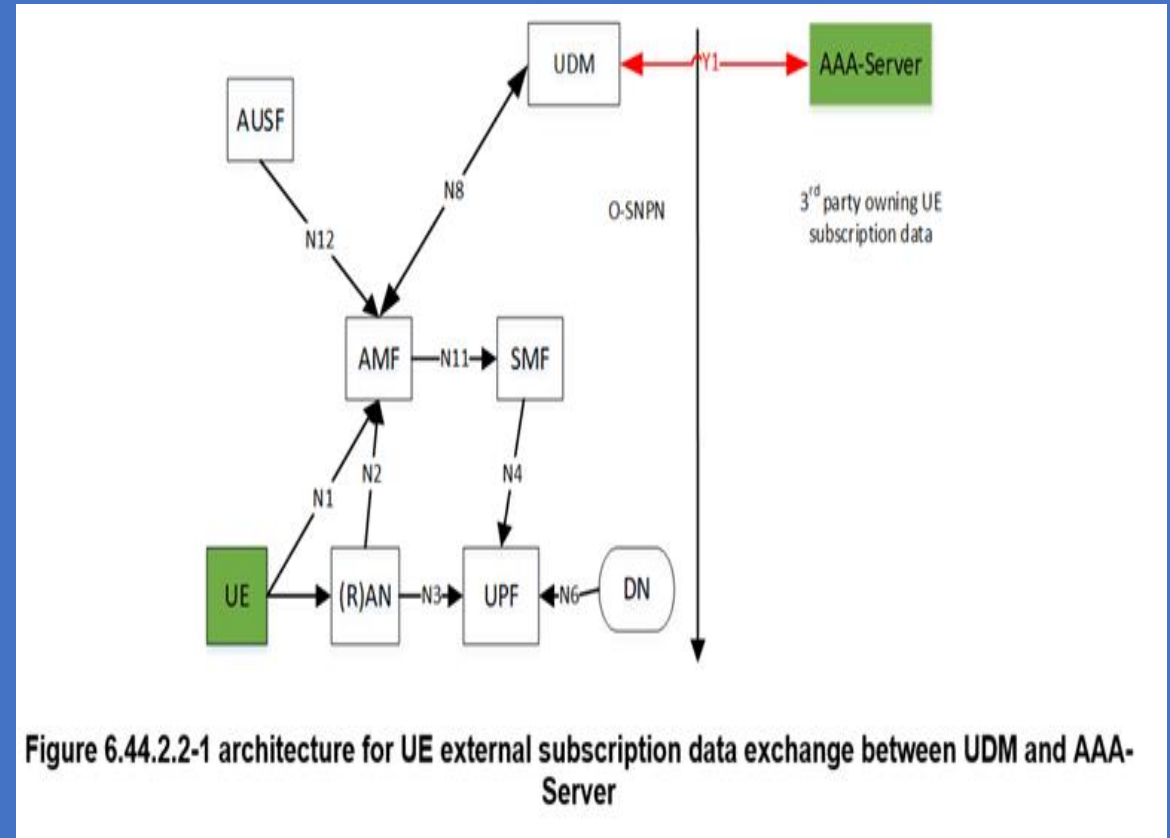 UDM
Y1
AAA-Server
AUSF
N8
O-SNPN
3rd party owning UE
subscription data
N12
AMF
N11
SMF
N1
N2
N4
UE
(R)AN
N3
UPF
N6
DN
Figure 6.44.2.2-1 architecture for UE external subscription data exchange between UDM and AAA-
Server